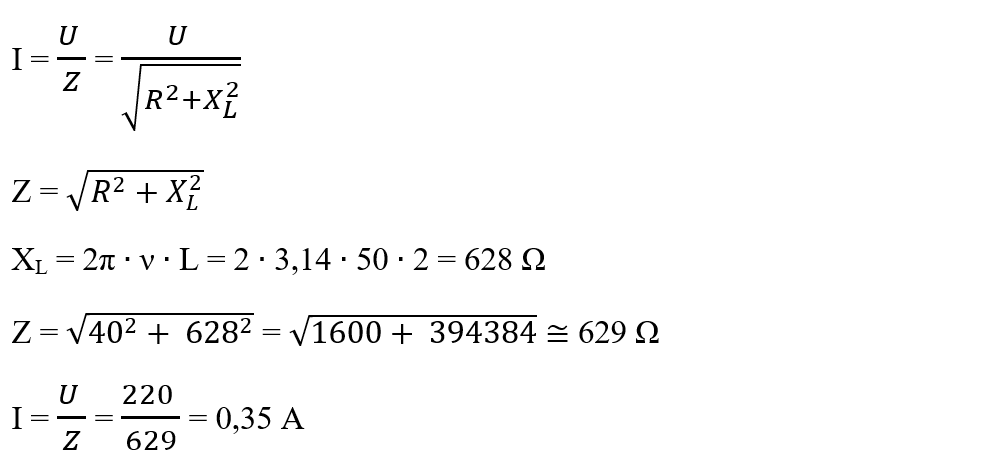 I = U/Z = U/√(R²+X_L²)
Z = √(R² + X_L²)
X_L = 2π · ν · L = 2 · 3,14 · 50 · 2 = 628 Ω
Z = √(40² + 628²) = √(1600 + 394384) ≅ 629 Ω
I = U/Z = 220/629 = 0,35 A